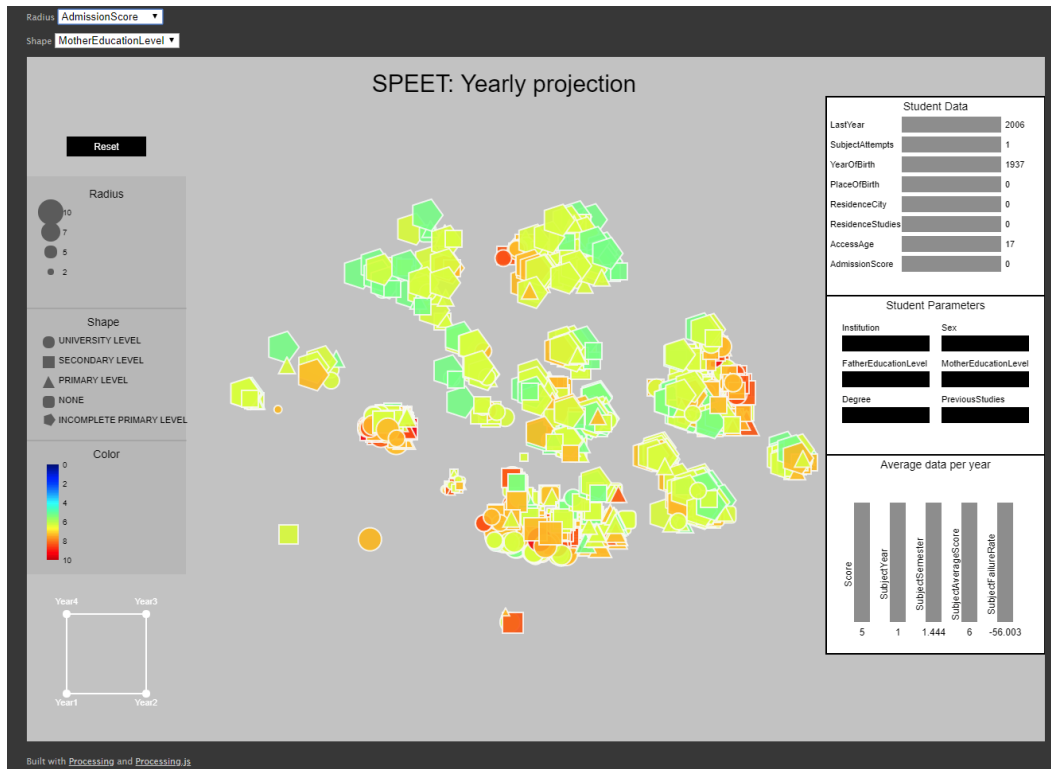 Radius AdmissionScore
Shape MotherEducationLevel
SPEET: Yearly projection
Reset
Radius
10
7
5
2
Shape
UNIVERSITY LEVEL
SECONDARY LEVEL
PRIMARY LEVEL
NONE
INCOMPLETE PRIMARY LEVEL
Color
0
2
4
6
8
10
Year4 Year3
Year1 Year2
Student Data
LastYear 2006
SubjectAttempts 1
YearOfBirth 1937
PlaceOfBirth 0
ResidenceCity 0
ResidenceStudies 0
AccessAge 17
AdmissionScore 0
Student Parameters
Institution Sex
FatherEducationLevel MotherEducationLevel
Degree PreviousStudies
Average data per year
Score SubjectYear SubjectSemester SubjectAverageScore SubjectFailureRate
5 1 1.444 6 -56.003
Built with Processing and Processing.js